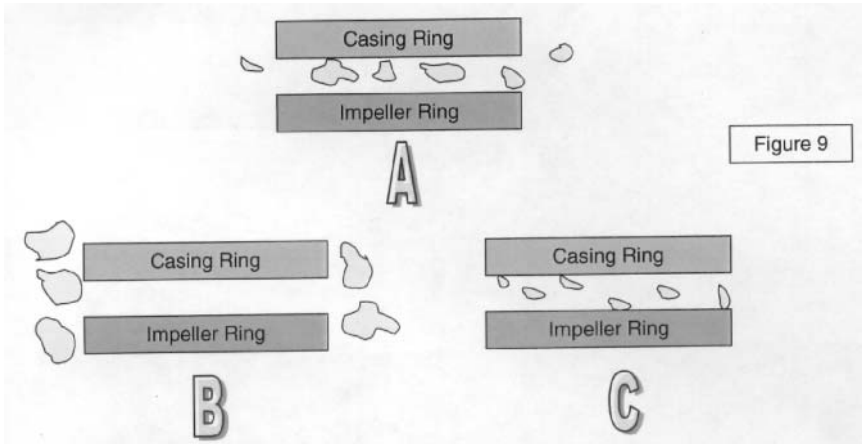 Casing Ring
Impeller Ring
A
Figure 9
Casing Ring
Impeller Ring
B
Casing Ring
Impeller Ring
C